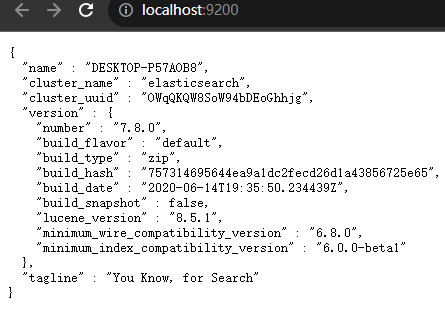 localhost:9200
{
  "name" : "DESKTOP-P57AOB8",
  "cluster_name" : "elasticsearch",
  "cluster_uuid" : "OWqQKQW8SoW94bDEoGhhjg",
  "version" : {
    "number" : "7.8.0",
    "build_flavor" : "default",
    "build_type" : "zip",
    "build_hash" : "757314695644ea9a1dc2fecd26d1a43856725e65",
    "build_date" : "2020-06-14T19:35:50.234439Z",
    "build_snapshot" : false,
    "lucene_version" : "8.5.1",
    "minimum_wire_compatibility_version" : "6.8.0",
    "minimum_index_compatibility_version" : "6.0.0-beta1"
  },
  "tagline" : "You Know, for Search"
}